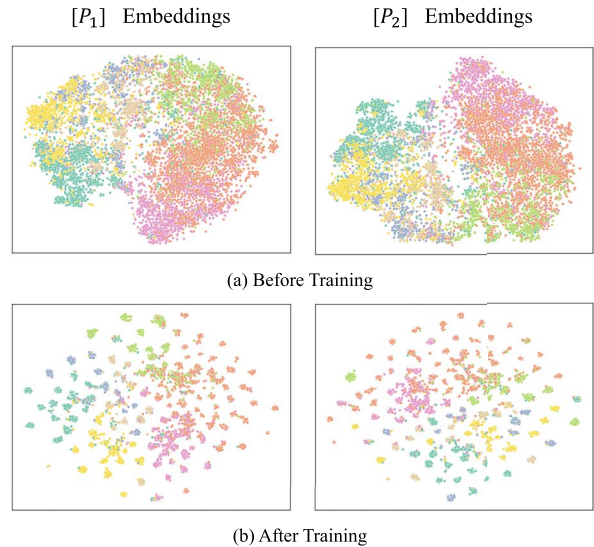 [P₁] Embeddings [P₂] Embeddings
(a) Before Training
(b) After Training